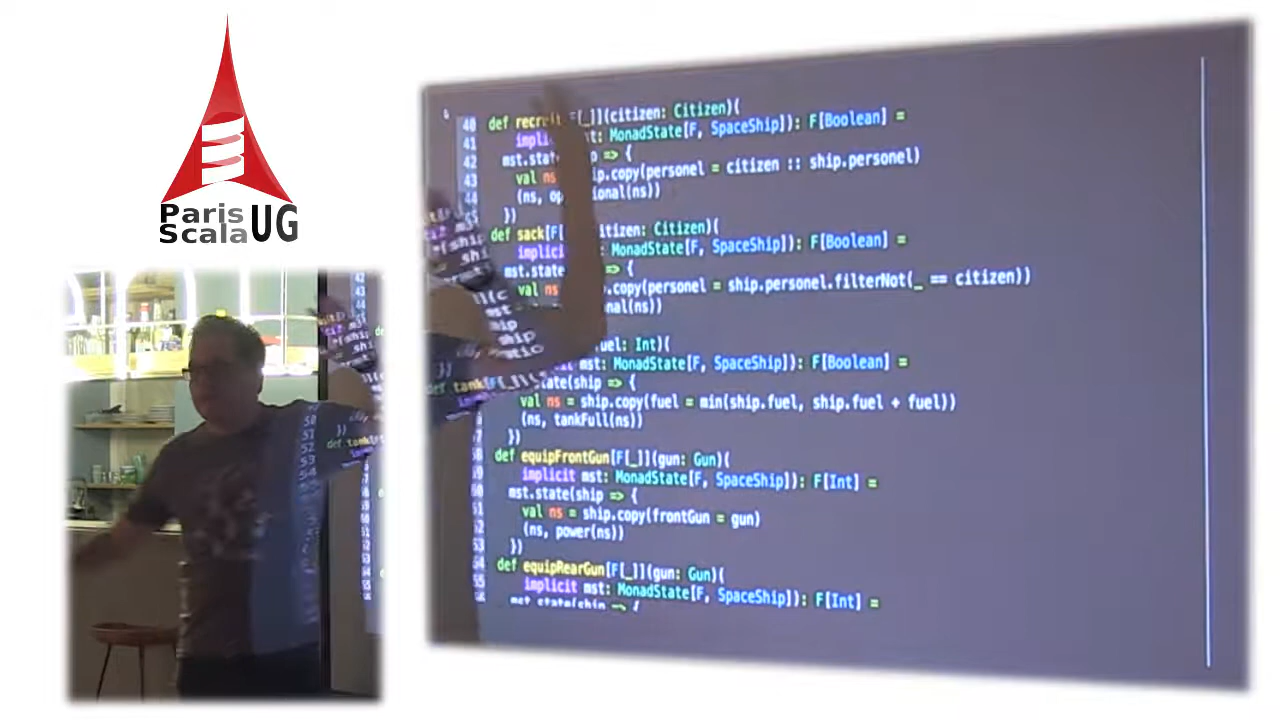 Paris
Scala UG
40 def recruit[F[_]](citizen: Citizen)(
41 implicit mst: MonadState[F, SpaceShip]): F[Boolean] =
42 mst.state( => {
43 val ns ship.copy(personel = citizen :: ship.personel)
44 (ns, (ns))
})
def sack[F[ citizen: Citizen)(
implicit MonadState[F, SpaceShip]): F[Boolean] =
mst.state( => {
val ns .copy(personel = ship.personel.filterNot(_ == citizen))
(ns))
fuel: Int)(
mst: MonadState[F, SpaceShip]): F[Boolean] =
state(ship => {
val ns = ship.copy(fuel = min(ship.fuel, ship.fuel + fuel))
(ns, tankFull(ns))
})
def equipFrontGun[F[_]](gun: Gun)(
implicit mst: MonadState[F, SpaceShip]): F[Int] =
mst.state(ship => {
val ns = ship.copy(frontGun = gun)
(ns, power(ns))
})
def equipRearGun[F[_]](gun: Gun)(
implicit mst: MonadState[F, SpaceShip]): F[Int] =
mst.state(ship => {